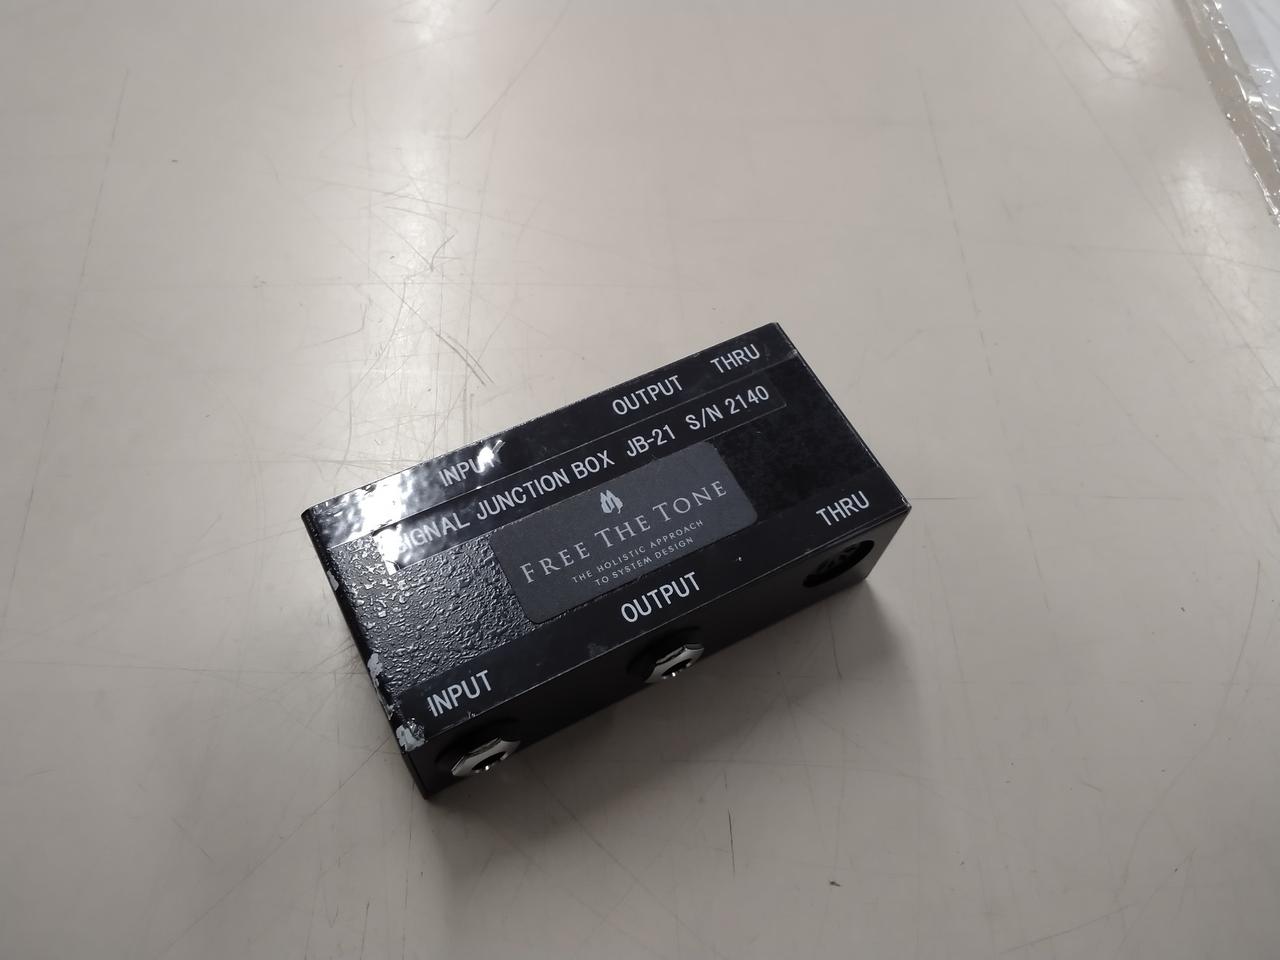 INPUT OUTPUT THRU
SIGNAL JUNCTION BOX JB-21 S/N 2140
FREE THE TONE
THE HOLISTIC APPROACH
TO SYSTEM DESIGN
INPUT OUTPUT THRU